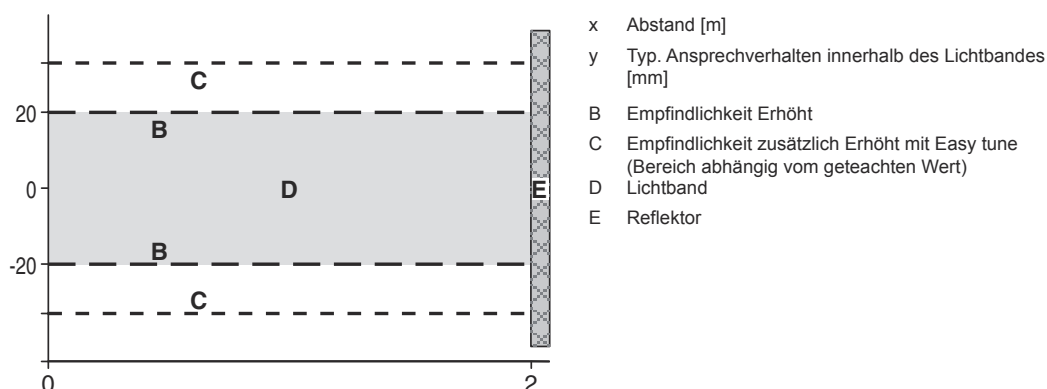 C
20
B
0
D
E
B
-20
C
0
2
x Abstand [m]
y Typ. Ansprechverhalten innerhalb des Lichtbandes
[mm]
B Empfindlichkeit Erhöht
C Empfindlichkeit zusätzlich Erhöht mit Easy tune
(Bereich abhängig vom geteachten Wert)
D Lichtband
E Reflektor